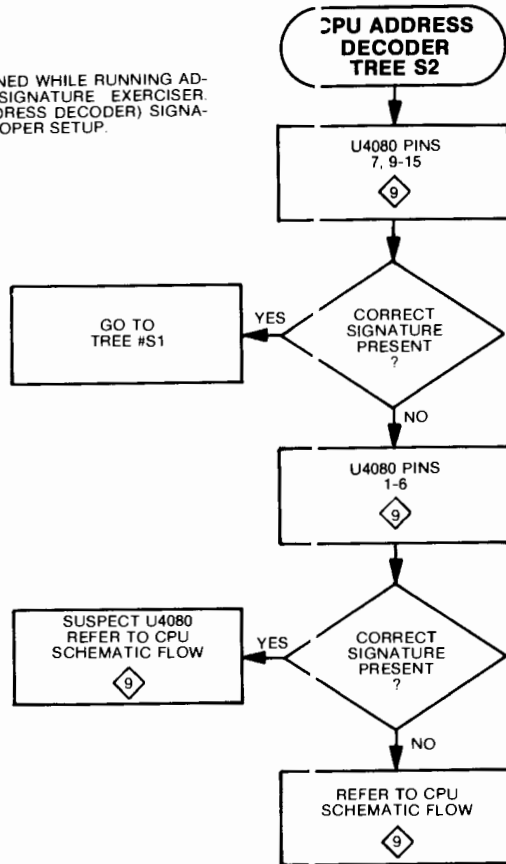 CPU ADDRESS
DECODER
TREE S2
NED WHILE RUNNING AD-
SIGNATURE EXERCISER.
DRESS DECODER) SIGNA-
OPER SETUP.
U4080 PINS
7, 9-15
9
CORRECT
SIGNATURE
PRESENT
?
YES
GO TO
TREE #S1
NO
U4080 PINS
1-6
9
CORRECT
SIGNATURE
PRESENT
?
YES
SUSPECT U4080
REFER TO CPU
SCHEMATIC FLOW
9
NO
REFER TO CPU
SCHEMATIC FLOW
9